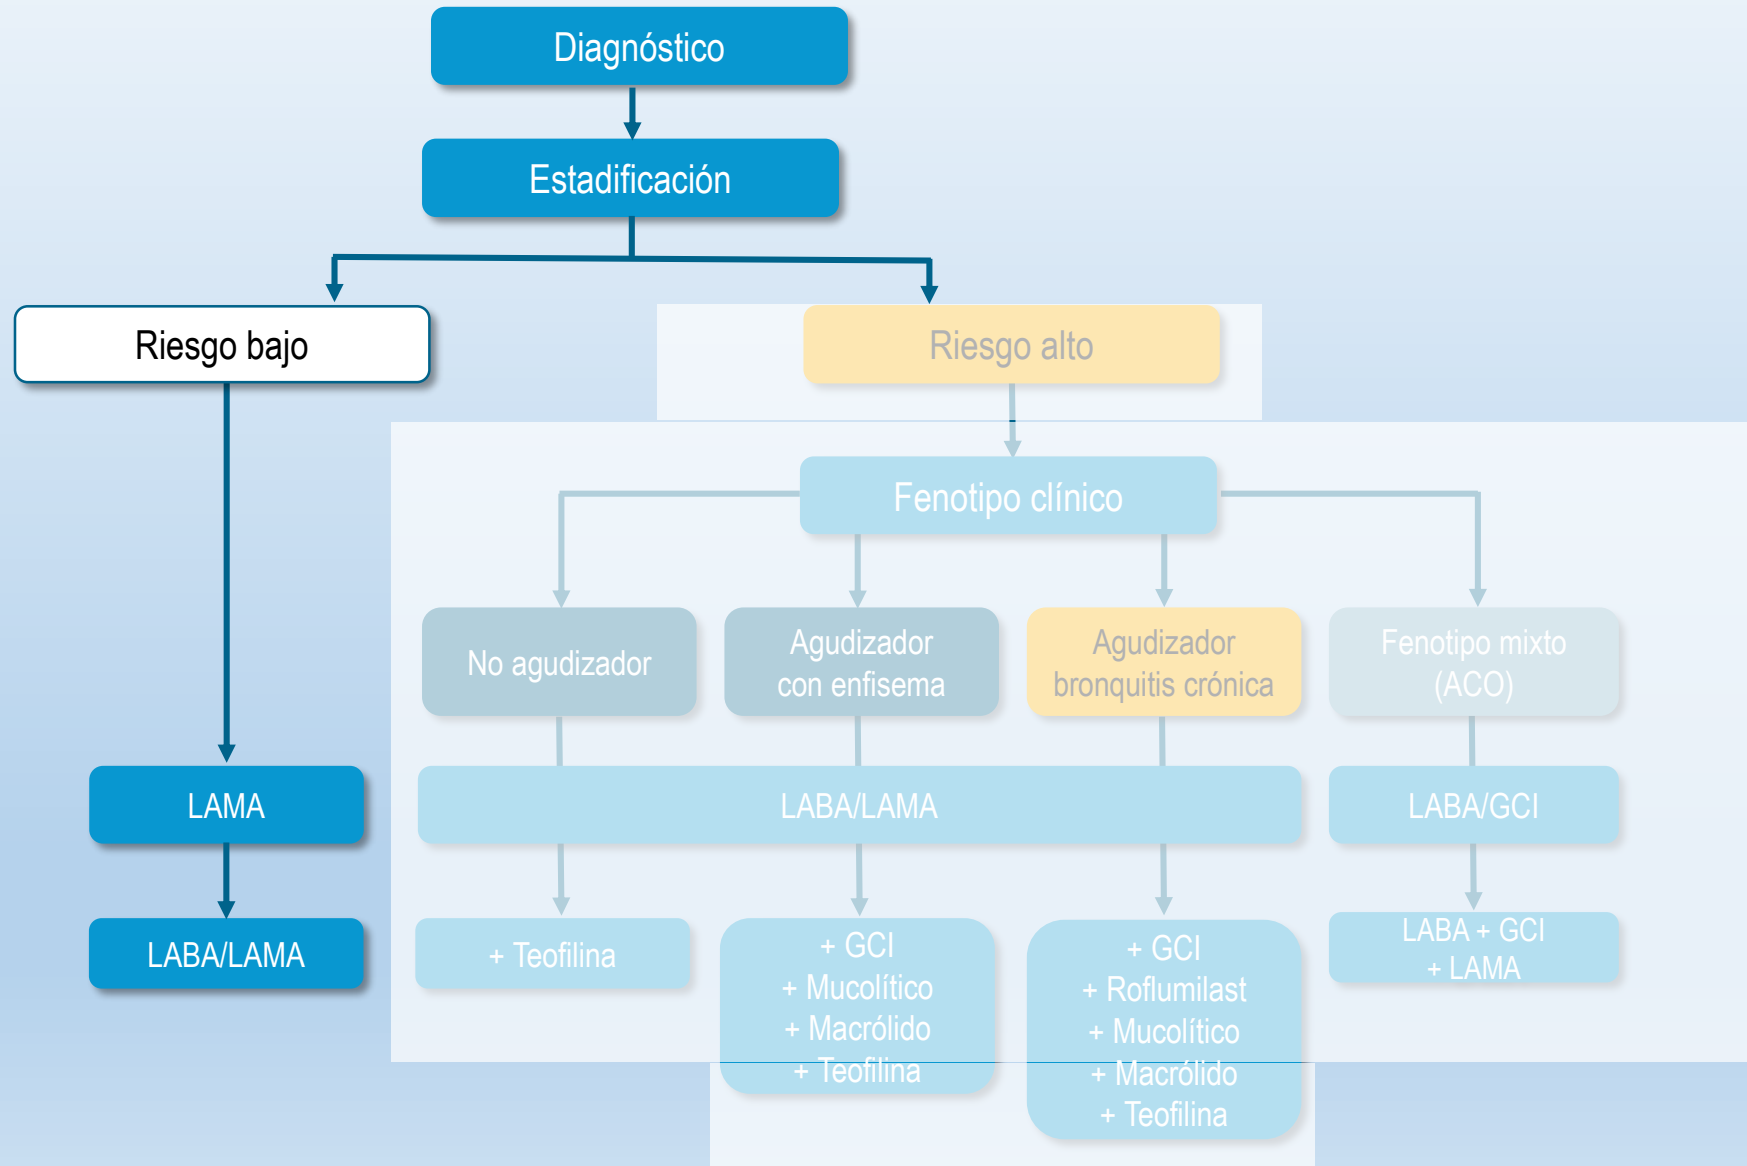 Diagnóstico
Estadificación
Riesgo bajo
Riesgo alto
Fenotipo clínico
No agudizador
Agudizador
con enfisema
Agudizador
bronquitis crónica
Fenotipo mixto
(ACO)
LAMA
LABA/LAMA
LABA/GCI
LABA/LAMA
+ Teofilina
+ GCI
+ Mucolítico
+ Macrólido
+ Teofilina
+ GCI
+ Roflumilast
+ Mucolítico
+ Macrólido
+ Teofilina
LABA + GCI
+ LAMA